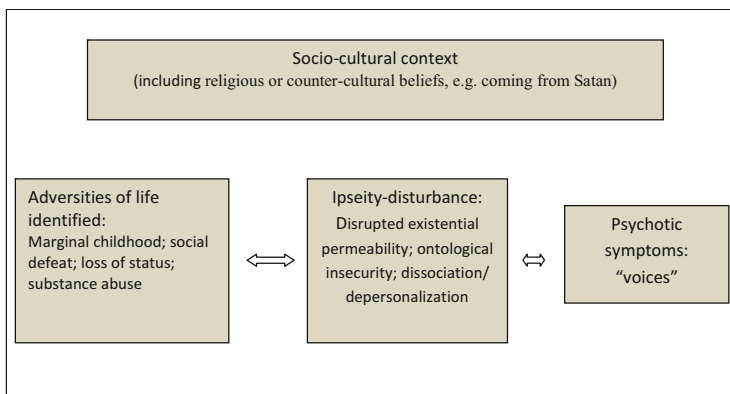 Socio-cultural context
(including religious or counter-cultural beliefs, e.g. coming from Satan)
Adversities of life
identified:
Marginal childhood; social
defeat; loss of status;
substance abuse
Ipseity-disturbance:
Disrupted existential
permeability; ontological
insecurity; dissociation/
depersonalization
Psychotic
symptoms:
“voices”